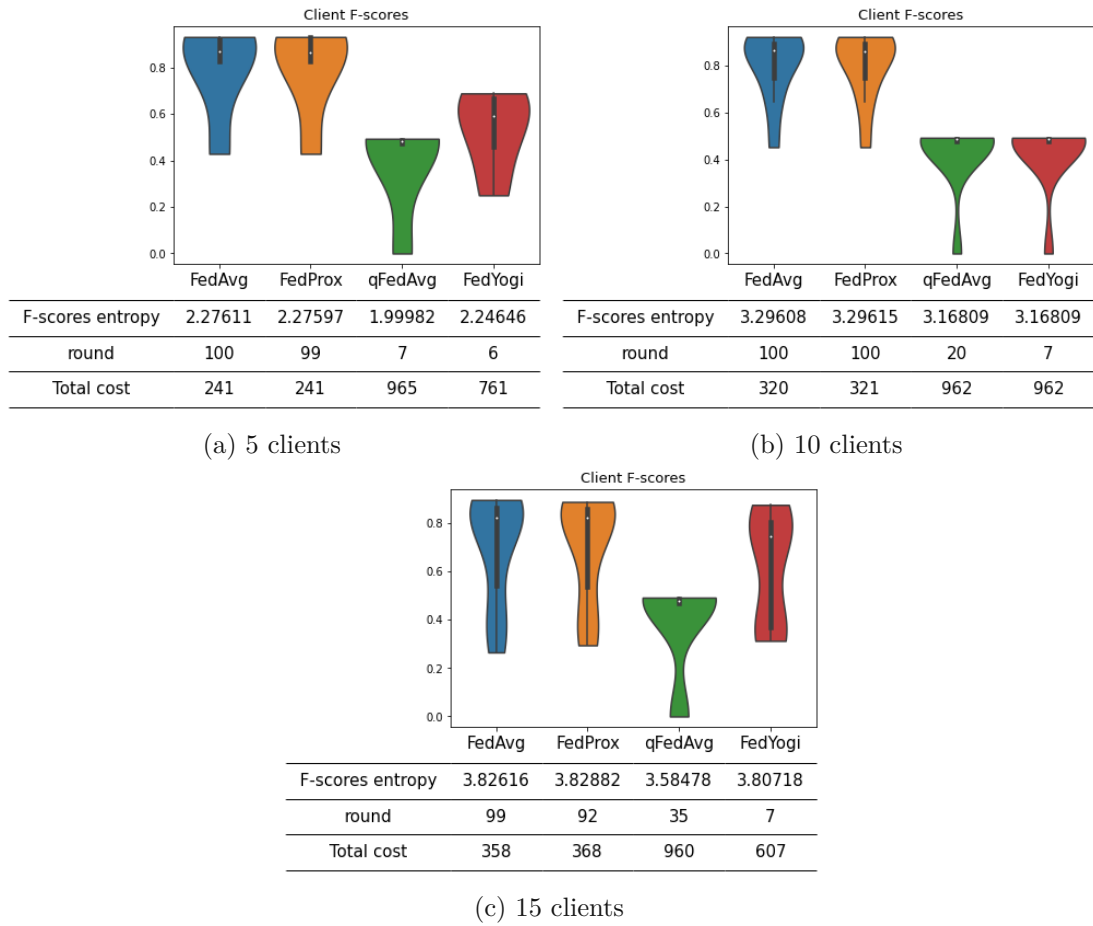 Client F-scores
0.8
0.6
0.4
0.2
0.0
FedAvg FedProx qFedAvg FedYogi
F-scores entropy 2.27611 2.27597 1.99982 2.24646
round 100 99 7 6
Total cost 241 241 965 761
(a) 5 clients
Client F-scores
0.8
0.6
0.4
0.2
0.0
FedAvg FedProx qFedAvg FedYogi
F-scores entropy 3.29608 3.29615 3.16809 3.16809
round 100 100 20 7
Total cost 320 321 962 962
(b) 10 clients
Client F-scores
0.8
0.6
0.4
0.2
0.0
FedAvg FedProx qFedAvg FedYogi
F-scores entropy 3.82616 3.82882 3.58478 3.80718
round 99 92 35 7
Total cost 358 368 960 607
(c) 15 clients